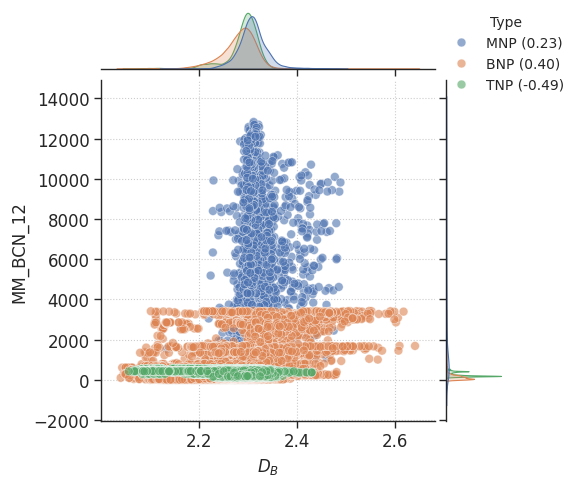 Type
MNP (0.23)
BNP (0.40)
TNP (-0.49)
14000
12000
10000
8000
6000
4000
2000
0
−2000
MM_BCN_12
2.2
2.4
2.6
D_B